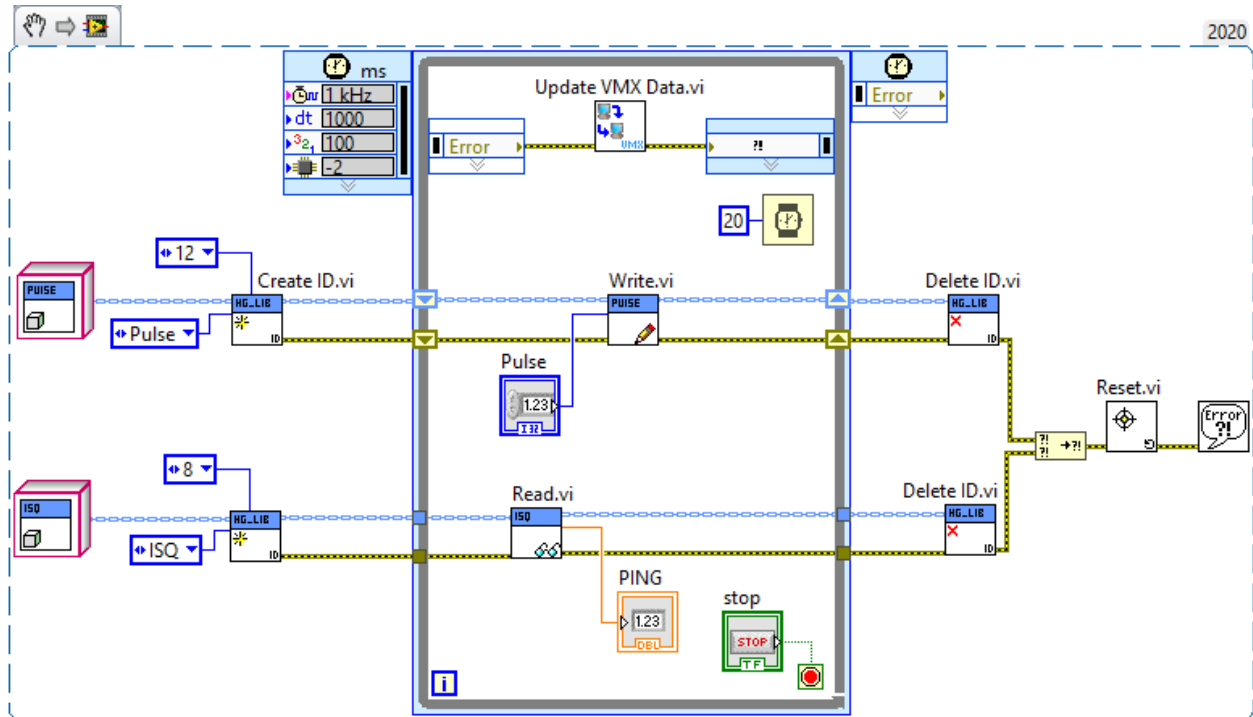 2020
ms
1 kHz
dt 1000
321 100
-2
Error
Update VMX Data.vi
Error
VMX
?!
20
12
Create ID.vi
Write.vi
Delete ID.vi
PULSE
HG_LIB
ID
PULSE
HG_LIB
ID
Pulse
Pulse
1.23
I32
Reset.vi
Error
?!
?!
?!
→?!
8
Read.vi
Delete ID.vi
ISQ
HG_LIB
ID
ISQ
HG_LIB
ID
ISQ
PING
1.23
DBL
stop
STOP
TF
i